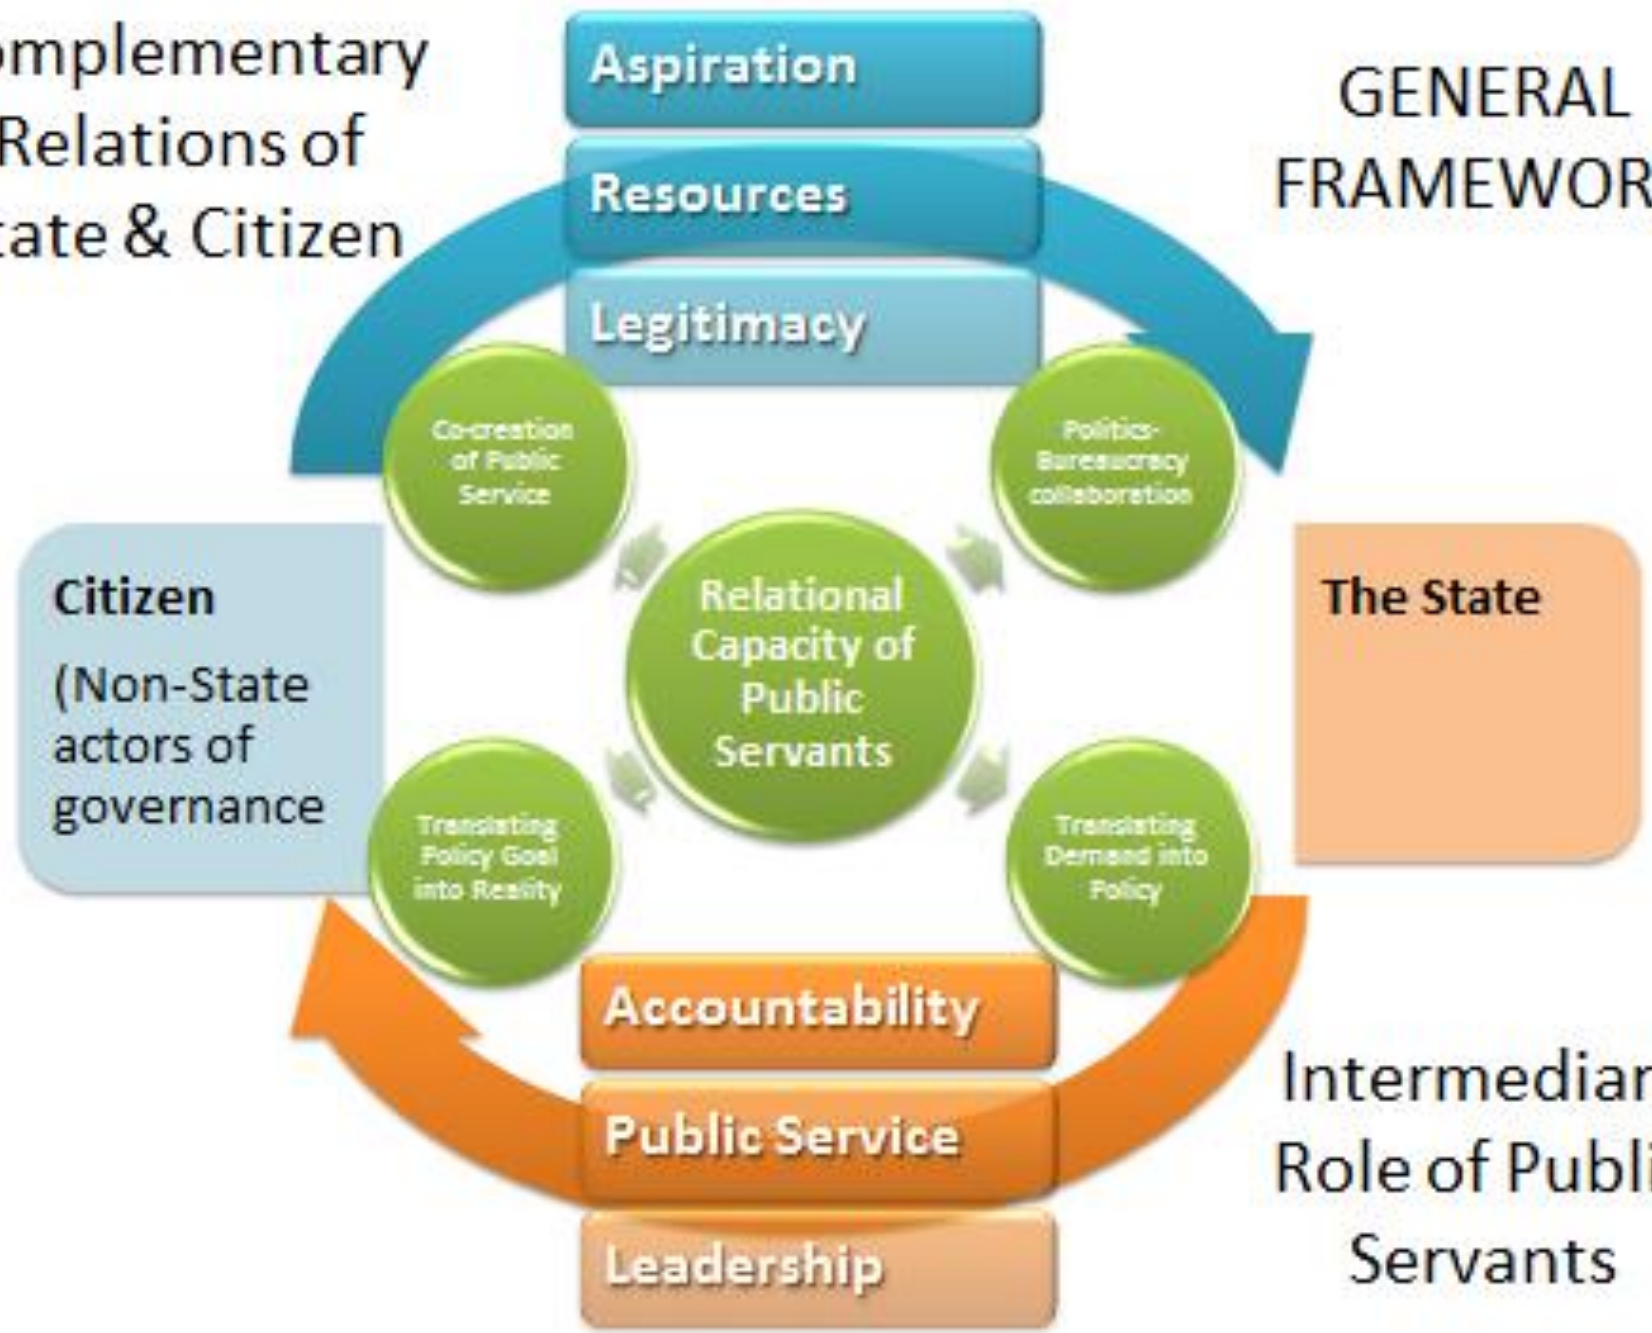 omplementary
Relations of
tate & Citizen
GENERAL
FRAMEWOR
Aspiration
Resources
Legitimacy
Co-creation
of Public
Service
Politics-
Bureaucracy
collaboration
Citizen
(Non-State
actors of
governance
Relational
Capacity of
Public
Servants
The State
Translating
Policy Goal
into Reality
Translating
Demand into
Policy
Accountability
Public Service
Leadership
Intermediar
Role of Publi
Servants